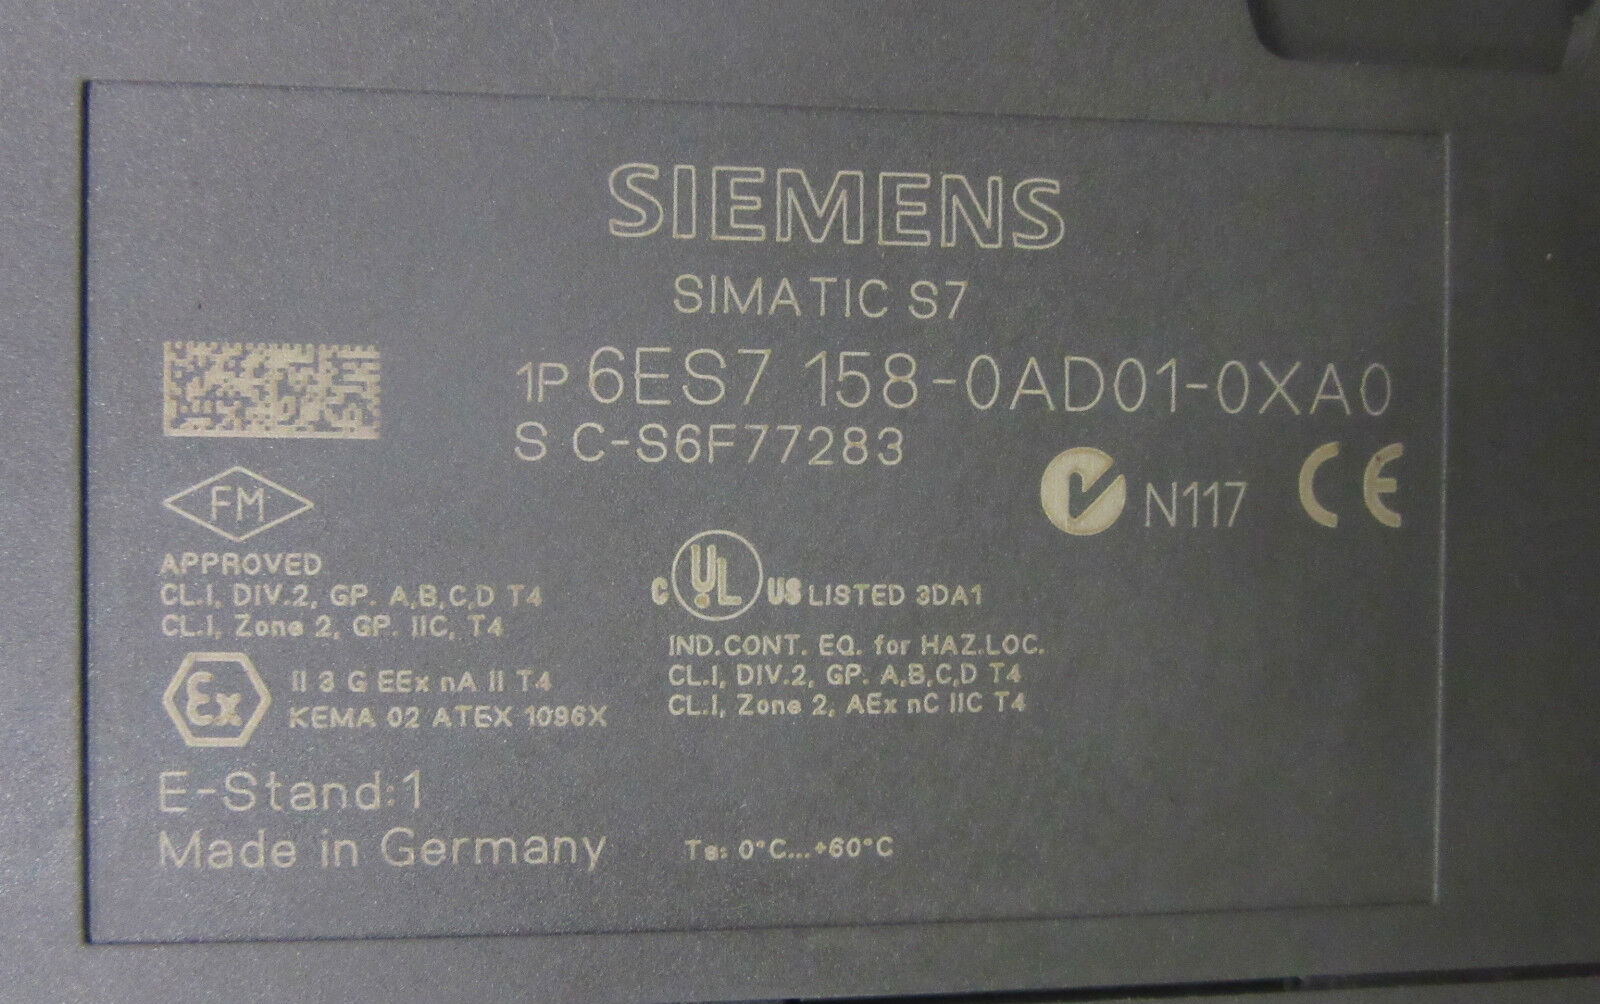 SIEMENS
SIMATIC S7
1P 6ES7 158-0AD01-0XA0
S C-S6F77283
N117 CE
FM
APPROVED
CL.I, DIV.2, GP. A,B,C,D T4
CL.I, Zone 2, GP. IIC, T4
Ex II 3 G EEx nA II T4
KEMA 02 ATEX 1096X
C UL US LISTED 3DA1
IND.CONT. EQ. for HAZ.LOC.
CL.I, DIV.2, GP. A,B,C,D T4
CL.I, Zone 2, AEx nC IIC T4
E-Stand:1
Made in Germany
Ta: 0°C...+60°C